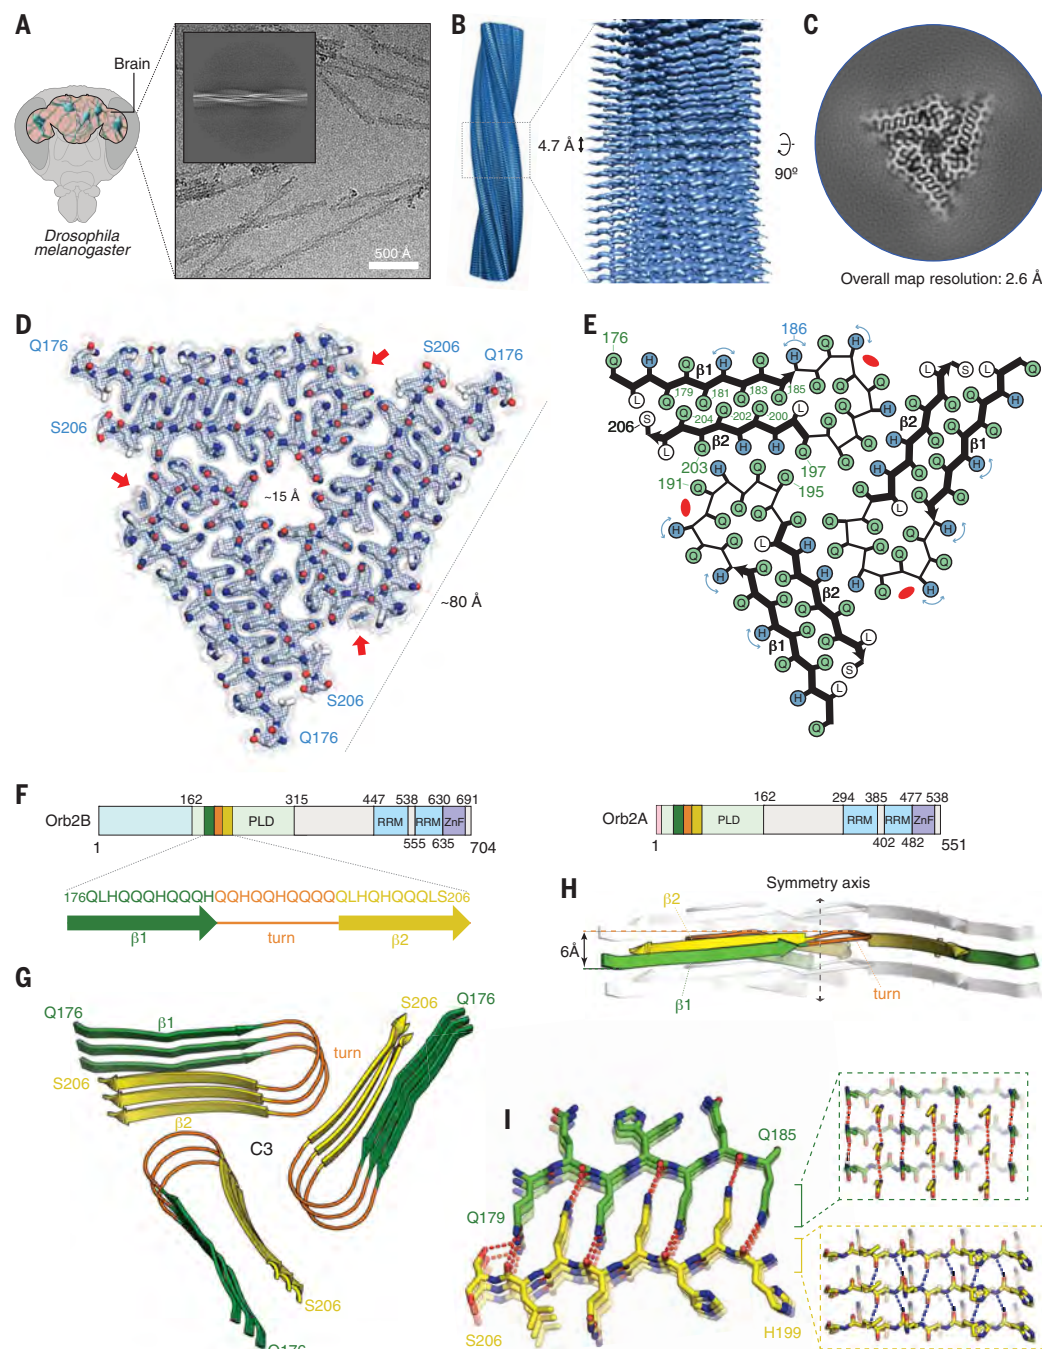 A
Brain
Drosophila
melanogaster
500 Å
B
4.7 Å
90º
C
Overall map resolution: 2.6 Å
D
Q176
S206
Q176
S206
~15 Å
~80 Å
S206
Q176
E
176
186
Q H Q H Q H Q H
β1
179 181 183 185
L Q Q Q Q Q Q
S Q Q Q L Q
204 202 200
206
β2
L Q H H Q
203
197
191
195
H Q
L S L Q
β2
β1
β2
β1
F
Orb2B
162
315
447
538
630
691
PLD
RRM
RRM
ZnF
1
555
635
704
176QLHQQQHQQQHQQHQQHQQQQQLHQHQQQLS206
β1
turn
β2
Orb2A
162
294
385
477
538
PLD
RRM
RRM
ZnF
1
402
482
551
G
Q176
β1
S206
Q176
turn
S206
β2
C3
S206
Q176
H
Symmetry axis
β2
6Å
β1
turn
I
Q185
Q179
S206
H199